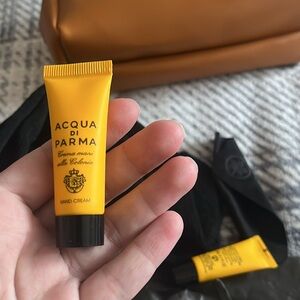 ACQUA
DI
PARMA
Crema mani
alla Colonia
HAND CREAM